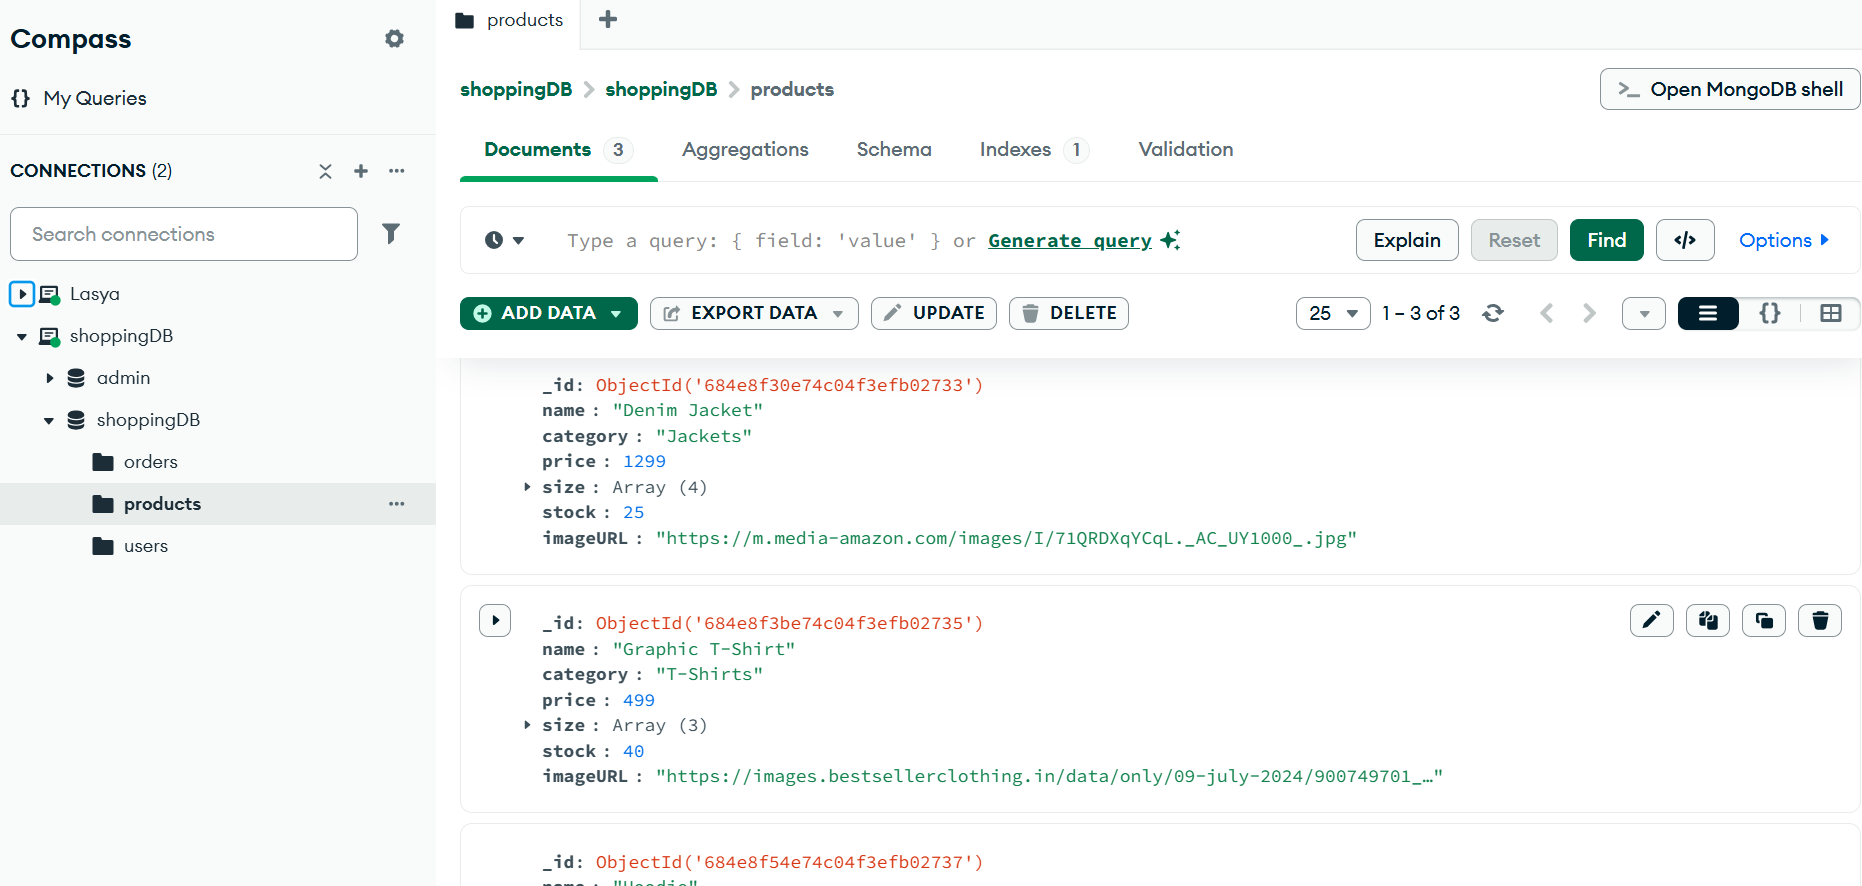 Compass
My Queries
CONNECTIONS (2)
Search connections
Lasya
shoppingDB
admin
shoppingDB
orders
products
users
products
shoppingDB > shoppingDB > products
>_ Open MongoDB shell
Documents 3 Aggregations Schema Indexes 1 Validation
Type a query: { field: 'value' } or Generate query
Explain Reset Find </> Options
ADD DATA EXPORT DATA UPDATE DELETE 25 1 – 3 of 3 {}
_id: ObjectId('684e8f30e74c04f3efb02733')
name : "Denim Jacket"
category : "Jackets"
price : 1299
size : Array (4)
stock : 25
imageURL : "https://m.media-amazon.com/images/I/71QRDXqYCqL._AC_UY1000_.jpg"
_id: ObjectId('684e8f3be74c04f3efb02735')
name : "Graphic T-Shirt"
category : "T-Shirts"
price : 499
size : Array (3)
stock : 40
imageURL : "https://images.bestsellerclothing.in/data/only/09-july-2024/900749701_…"
_id: ObjectId('684e8f54e74c04f3efb02737')
name : "Hoodie"